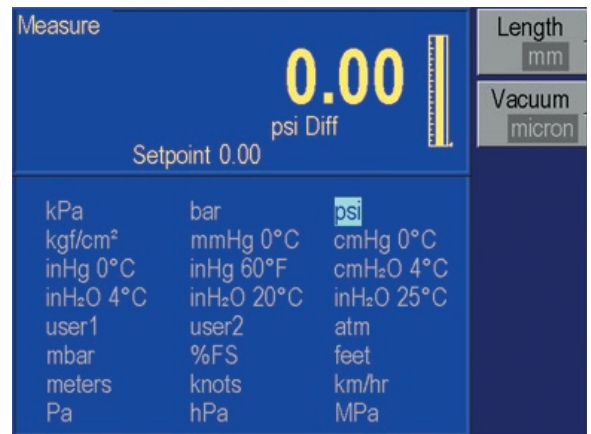 Measure
0.00
psi Diff
Setpoint 0.00
Length
mm
Vacuum
micron
kPa bar psi
kgf/cm² mmHg 0°C cmHg 0°C
inHg 0°C inHg 60°F cmH₂O 4°C
inH₂O 4°C inH₂O 20°C inH₂O 25°C
user1 user2 atm
mbar %FS feet
meters knots km/hr
Pa hPa MPa